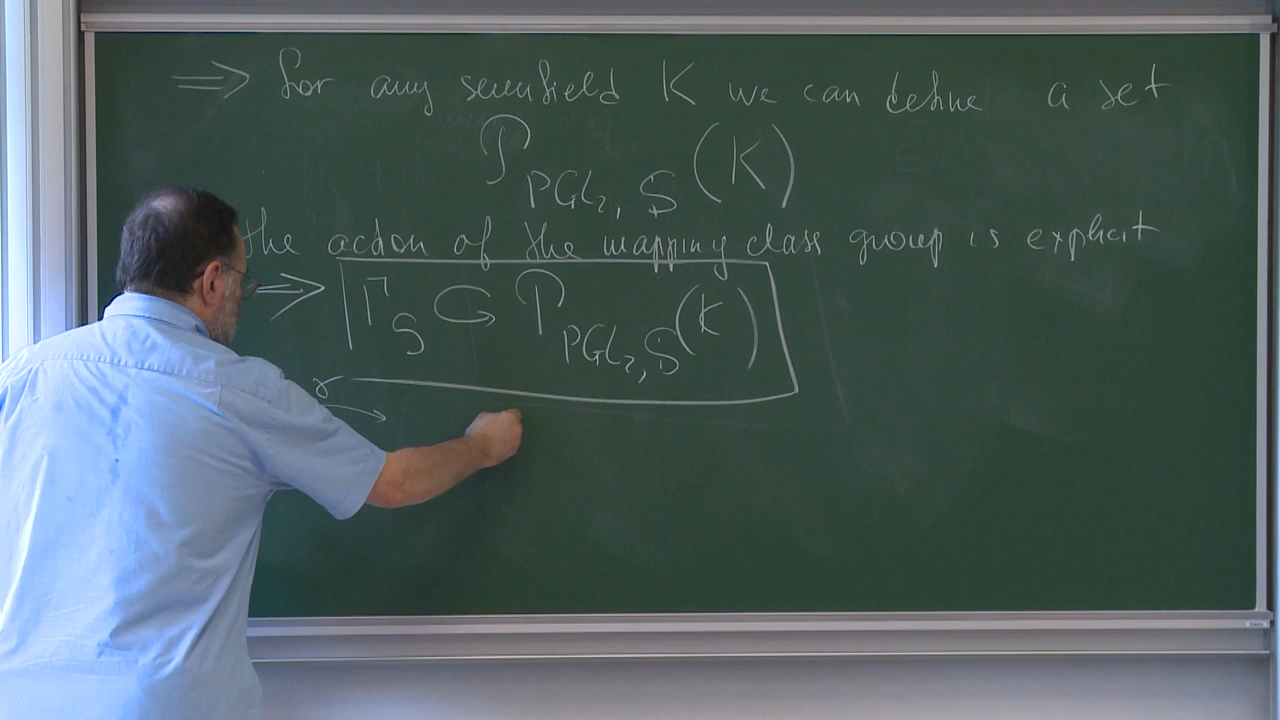 ⟹ for any semifield K we can define a set
𝒫_{PGL₂, S} (K)
the action of the mapping class group is explicit
⟹ Γ_S ⊂ 𝒫_{PGL₂, S} (K)